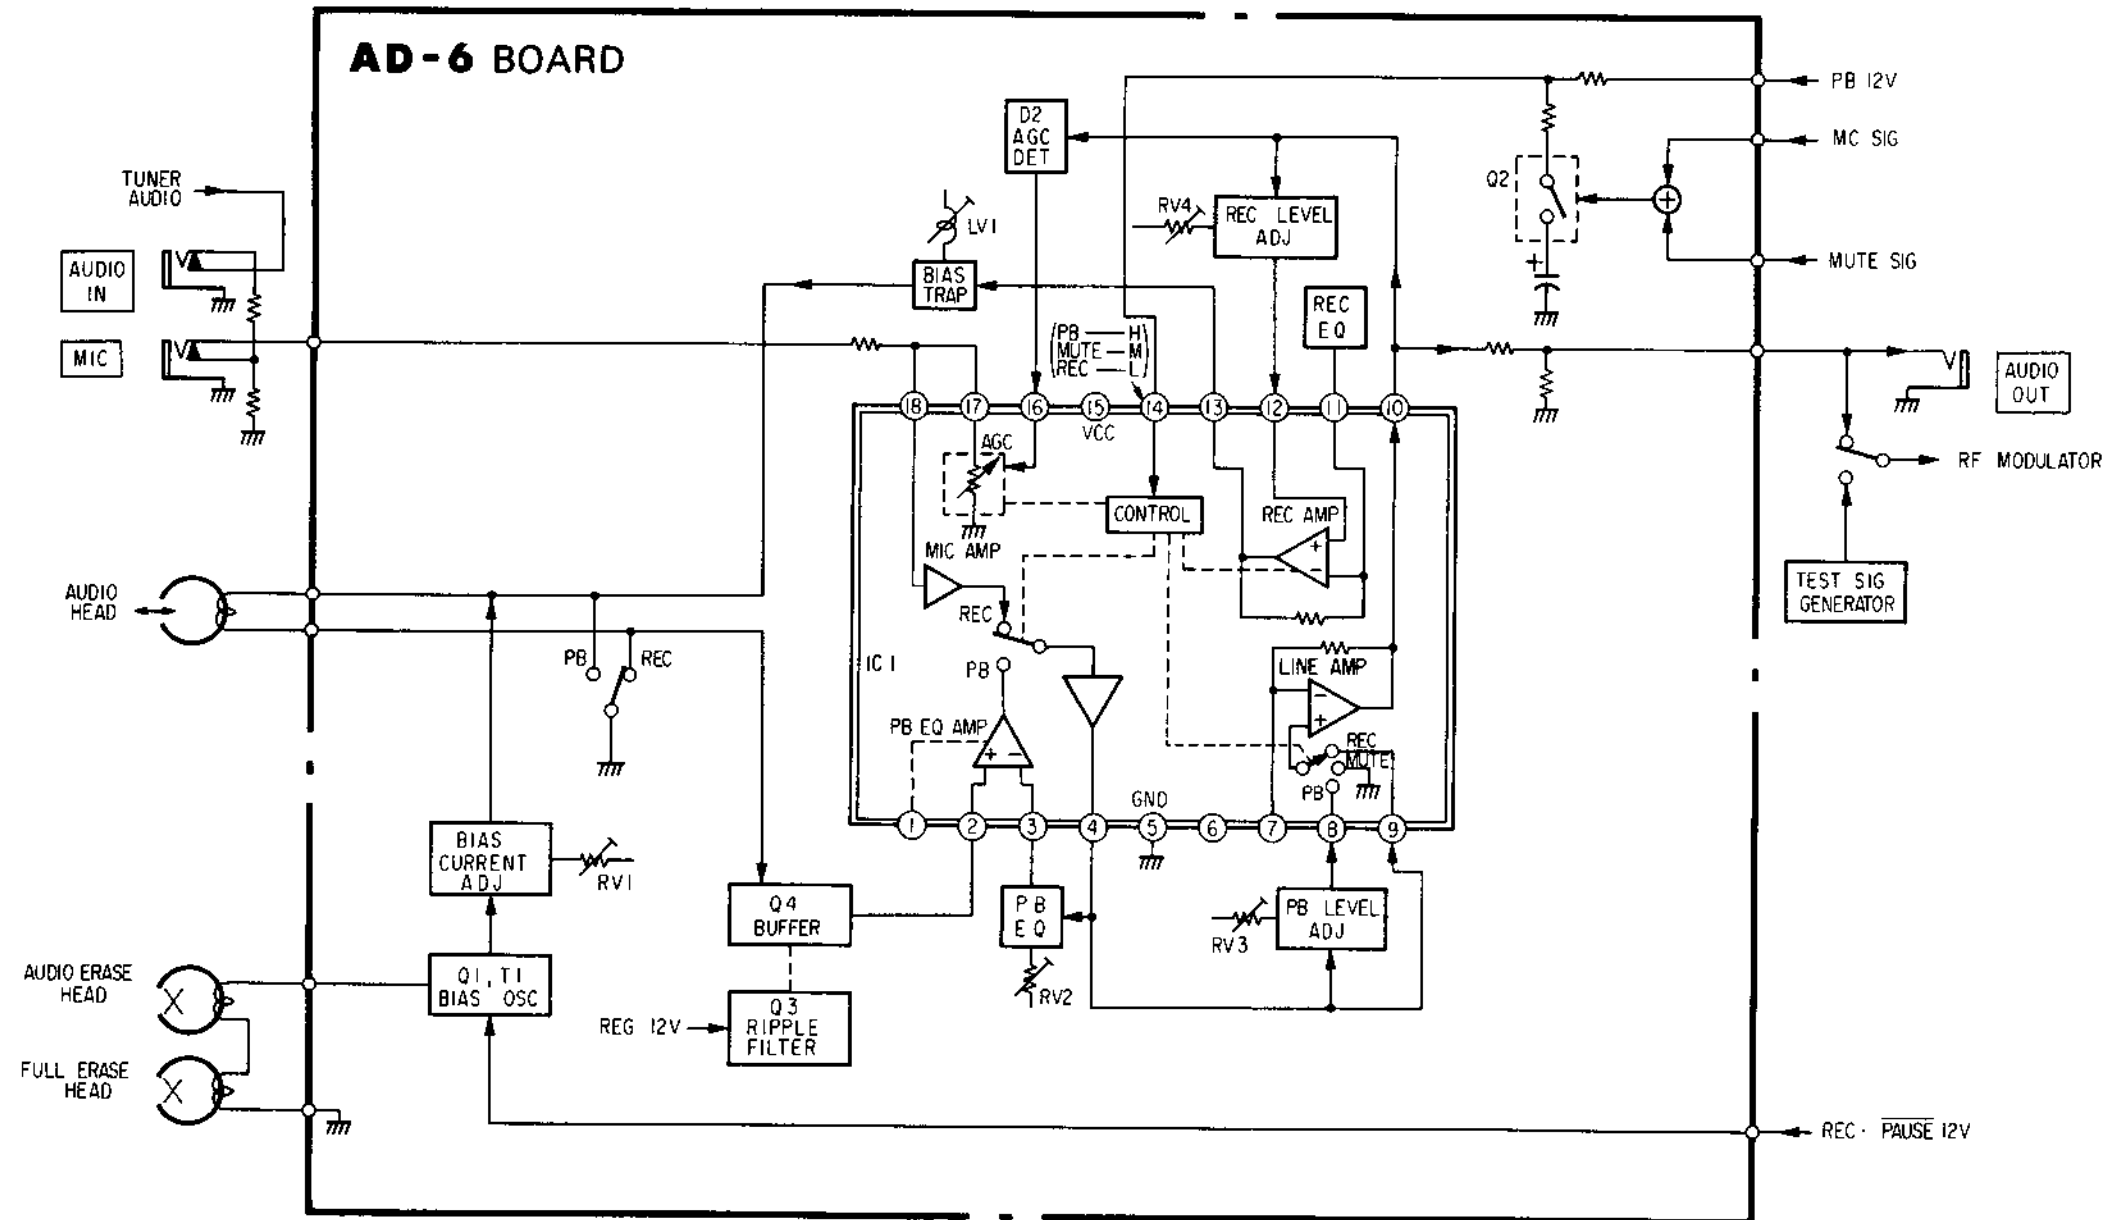 AD-6 BOARD
PB 12V
MC SIG
MUTE SIG
Q2
+
D2
AGC
DET
TUNER
AUDIO
AUDIO
IN
MIC
LV1
RV4
REC LEVEL
ADJ
BIAS
TRAP
REC
EQ
(PB — H
MUTE — M
REC — L)
AUDIO
OUT
RF MODULATOR
TEST SIG
GENERATOR
18
17
16
15
14
13
12
11
10
VCC
AGC
CONTROL
REC AMP
+
−
MIC AMP
REC
PB
IC1
LINE AMP
−
+
REC
MUTE
PB
PB EQ AMP
+ −
GND
1
2
3
4
5
6
7
8
9
AUDIO
HEAD
PB
REC
BIAS
CURRENT
ADJ
RV1
Q4
BUFFER
PB
EQ
RV2
RV3
PB LEVEL
ADJ
AUDIO ERASE
HEAD
Q1, T1
BIAS OSC
REG 12V
Q3
RIPPLE
FILTER
FULL ERASE
HEAD
REC · PAUSE 12V